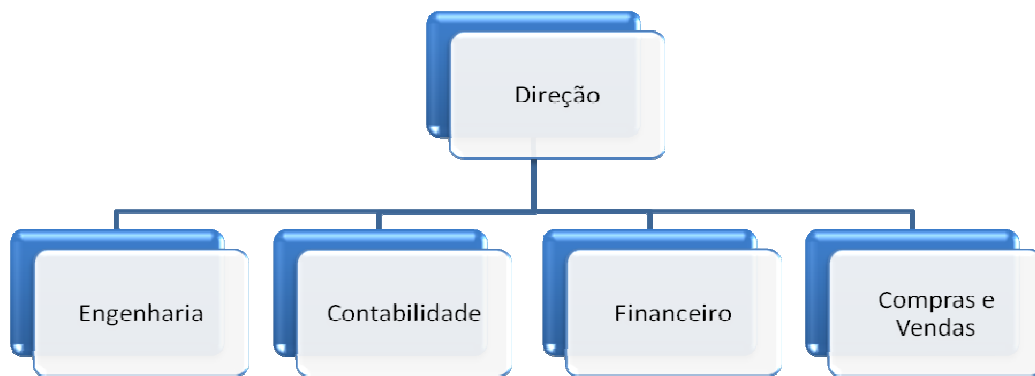 Direção
Engenharia
Contabilidade
Financeiro
Compras e
Vendas